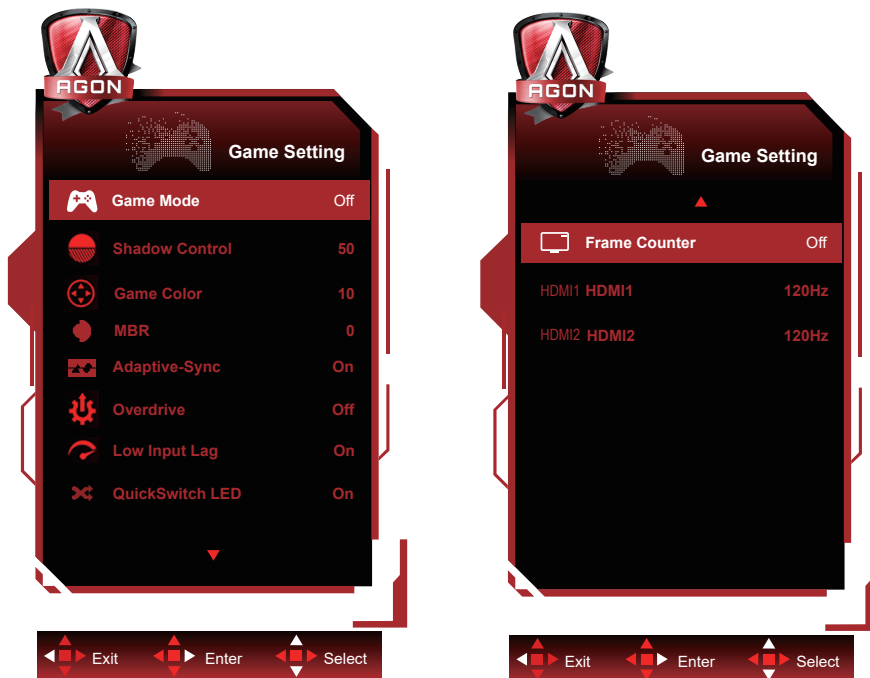 AGON
Game Setting
Game Mode Off
Shadow Control 50
Game Color 10
MBR 0
Adaptive-Sync On
Overdrive Off
Low Input Lag On
QuickSwitch LED On
Exit Enter Select
AGON
Game Setting
Frame Counter Off
HDMI1 HDMI1 120Hz
HDMI2 HDMI2 120Hz
Exit Enter Select